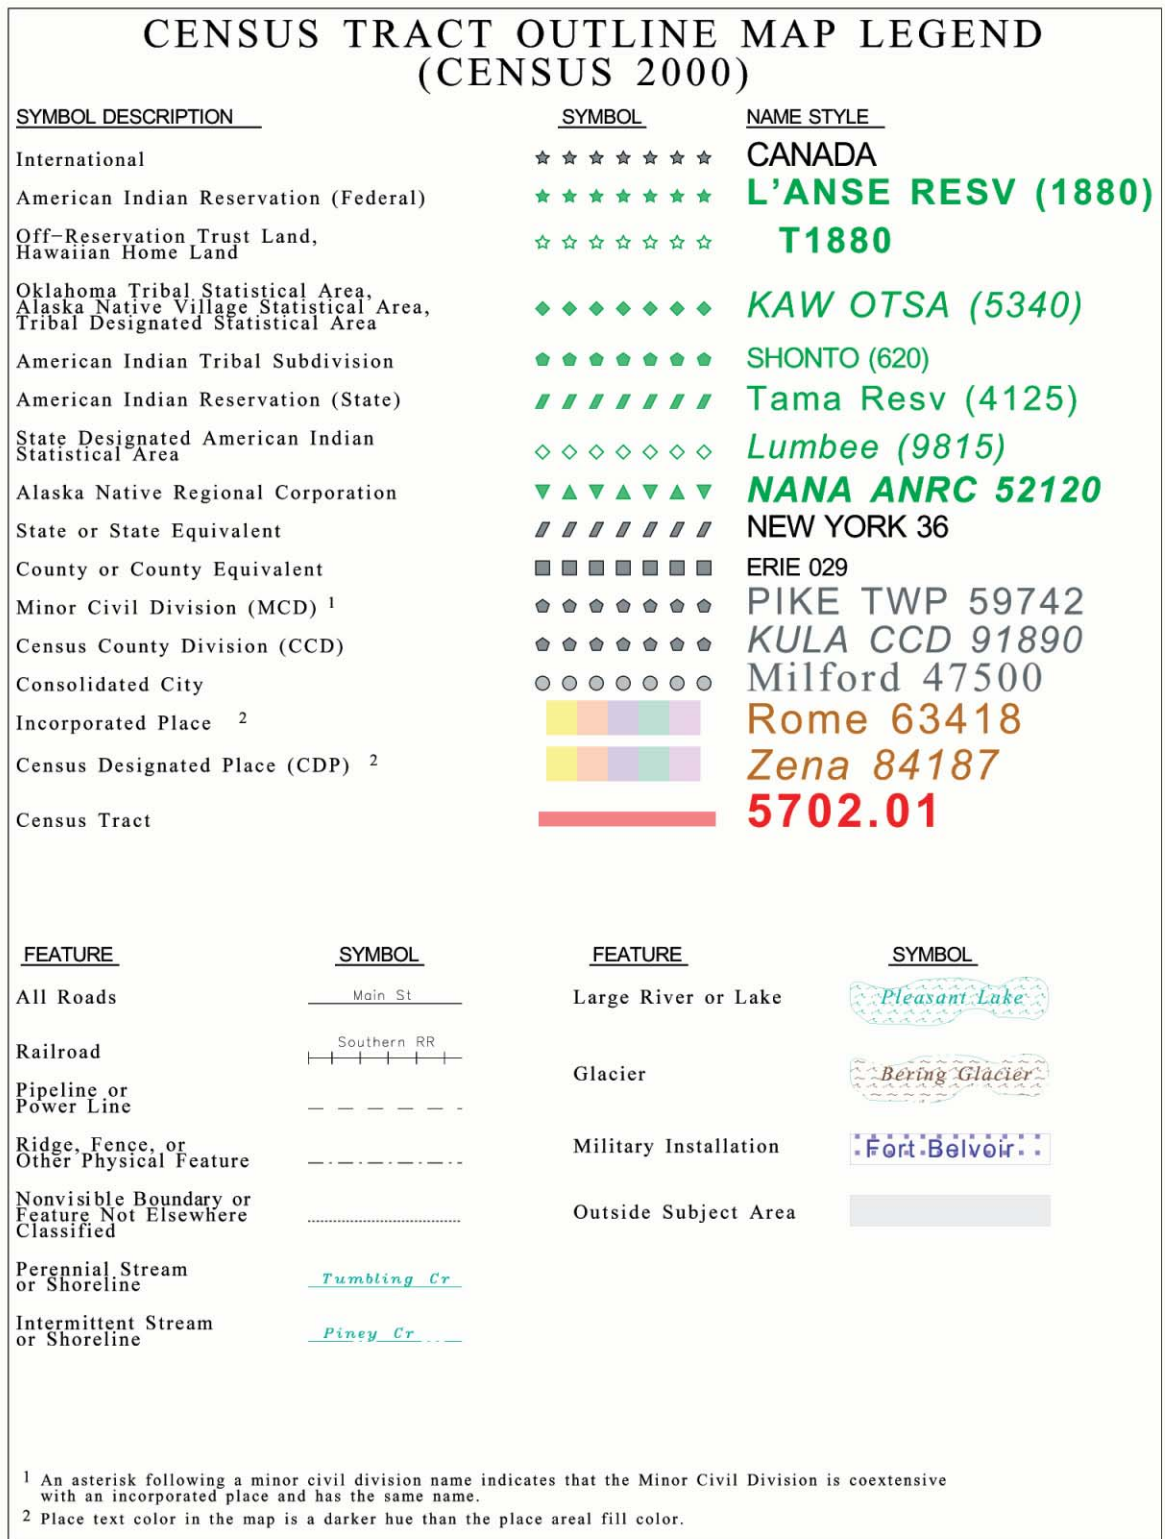 CENSUS TRACT OUTLINE MAP LEGEND
(CENSUS 2000)
SYMBOL DESCRIPTION SYMBOL NAME STYLE
International CANADA
American Indian Reservation (Federal) L'ANSE RESV (1880)
Off-Reservation Trust Land,
Hawaiian Home Land T1880
Oklahoma Tribal Statistical Area,
Alaska Native Village Statistical Area,
Tribal Designated Statistical Area KAW OTSA (5340)
American Indian Tribal Subdivision SHONTO (620)
American Indian Reservation (State) Tama Resv (4125)
State Designated American Indian
Statistical Area Lumbee (9815)
Alaska Native Regional Corporation NANA ANRC 52120
State or State Equivalent NEW YORK 36
County or County Equivalent ERIE 029
Minor Civil Division (MCD) 1 PIKE TWP 59742
Census County Division (CCD) KULA CCD 91890
Consolidated City Milford 47500
Incorporated Place 2 Rome 63418
Census Designated Place (CDP) 2 Zena 84187
Census Tract 5702.01
FEATURE SYMBOL
All Roads Main St
Railroad Southern RR
Pipeline or
Power Line
Ridge, Fence, or
Other Physical Feature
Nonvisible Boundary or
Feature Not Elsewhere
Classified
Perennial Stream
or Shoreline Tumbling Cr
Intermittent Stream
or Shoreline Piney Cr
FEATURE SYMBOL
Large River or Lake Pleasant Lake
Glacier Bering Glacier
Military Installation Fort Belvoir
Outside Subject Area
1 An asterisk following a minor civil division name indicates that the Minor Civil Division is coextensive
with an incorporated place and has the same name.
2 Place text color in the map is a darker hue than the place areal fill color.